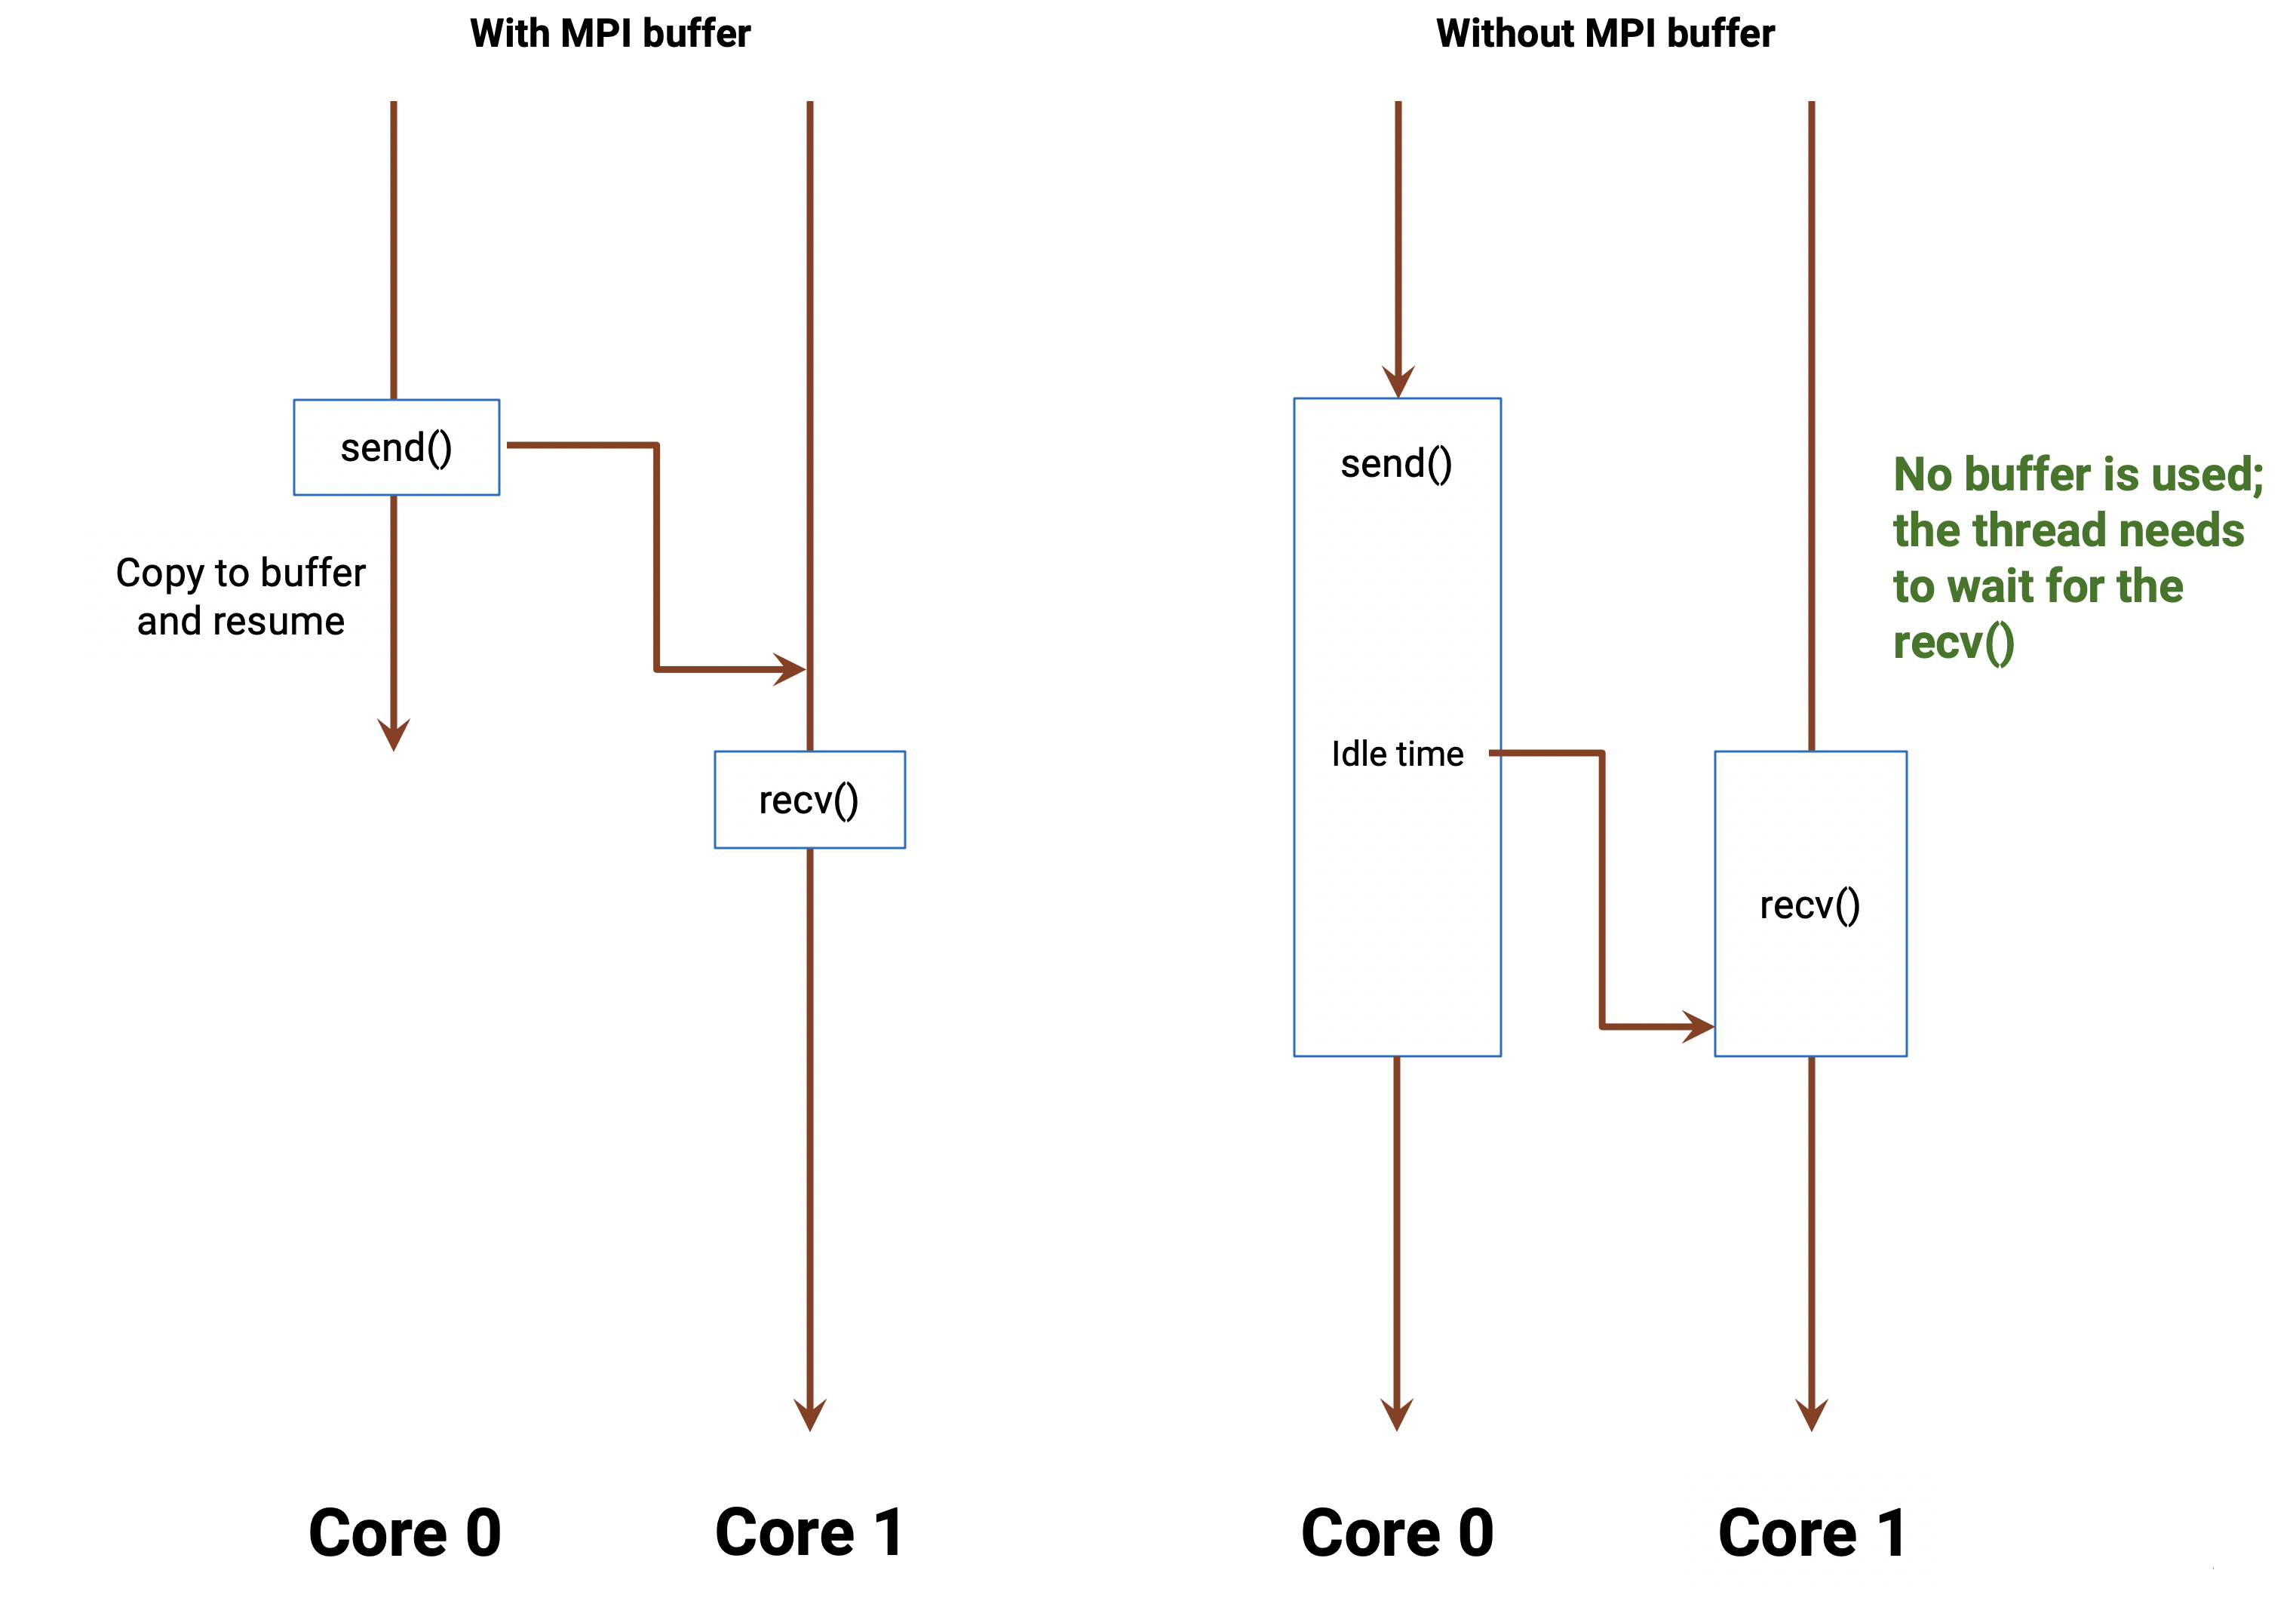 With MPI buffer
send()
Copy to buffer
and resume
recv()
Core 0
Core 1
Without MPI buffer
send()
Idle time
recv()
No buffer is used;
the thread needs
to wait for the
recv()
Core 0
Core 1